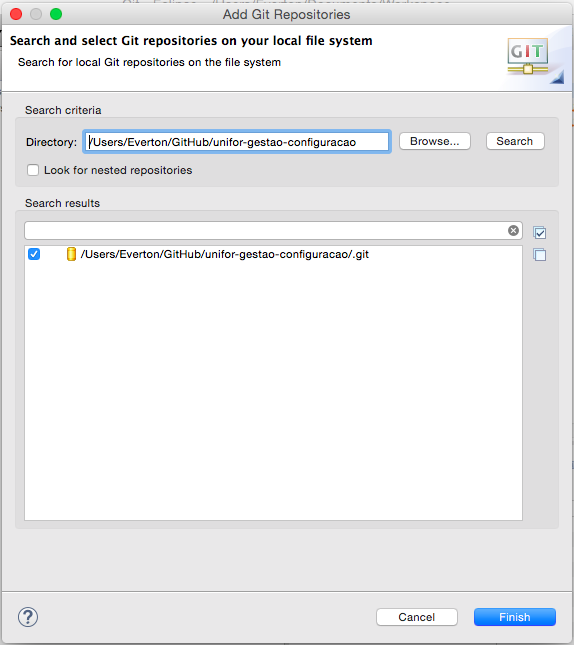 Add Git Repositories
Search and select Git repositories on your local file system
Search for local Git repositories on the file system
GIT
Search criteria
Directory: /Users/Everton/GitHub/unifor-gestao-configuracao Browse... Search
Look for nested repositories
Search results
/Users/Everton/GitHub/unifor-gestao-configuracao/.git
? Cancel Finish